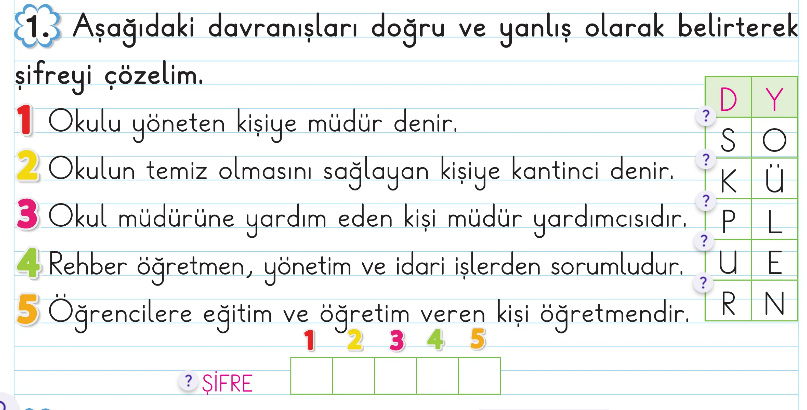 1. Aşağıdaki davranışları doğru ve yanlış olarak belirterek
şifreyi çözelim.
D Y
1 Okulu yöneten kişiye müdür denir. ? S O
2 Okulun temiz olmasını sağlayan kişiye kantinci denir. ? K Ü
3 Okul müdürüne yardım eden kişi müdür yardımcısıdır. ? P L
4 Rehber öğretmen, yönetim ve idari işlerden sorumludur. ? U E
5 Öğrencilere eğitim ve öğretim veren kişi öğretmendir. ? R N
1 2 3 4 5
? ŞİFRE